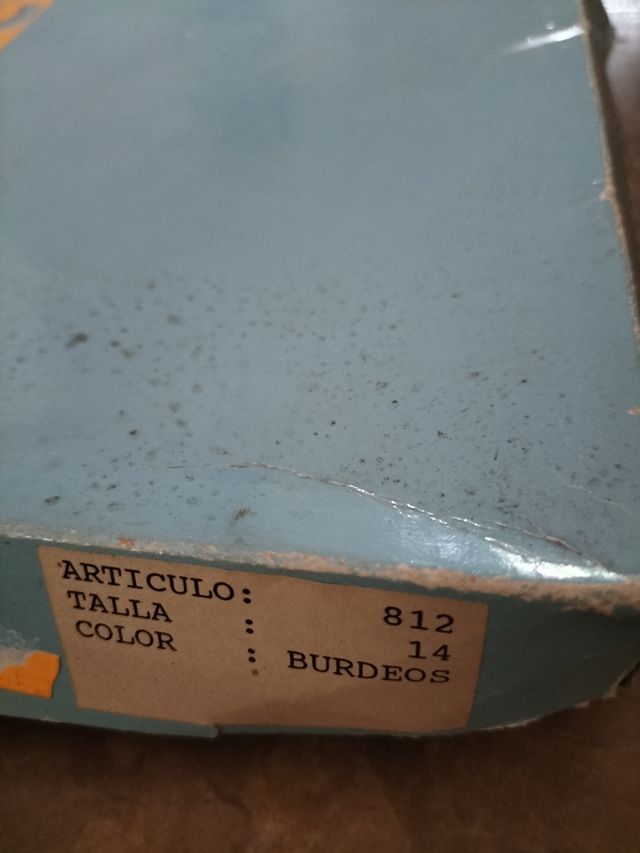 ARTICULO: 812
TALLA : 14
COLOR : BURDEOS